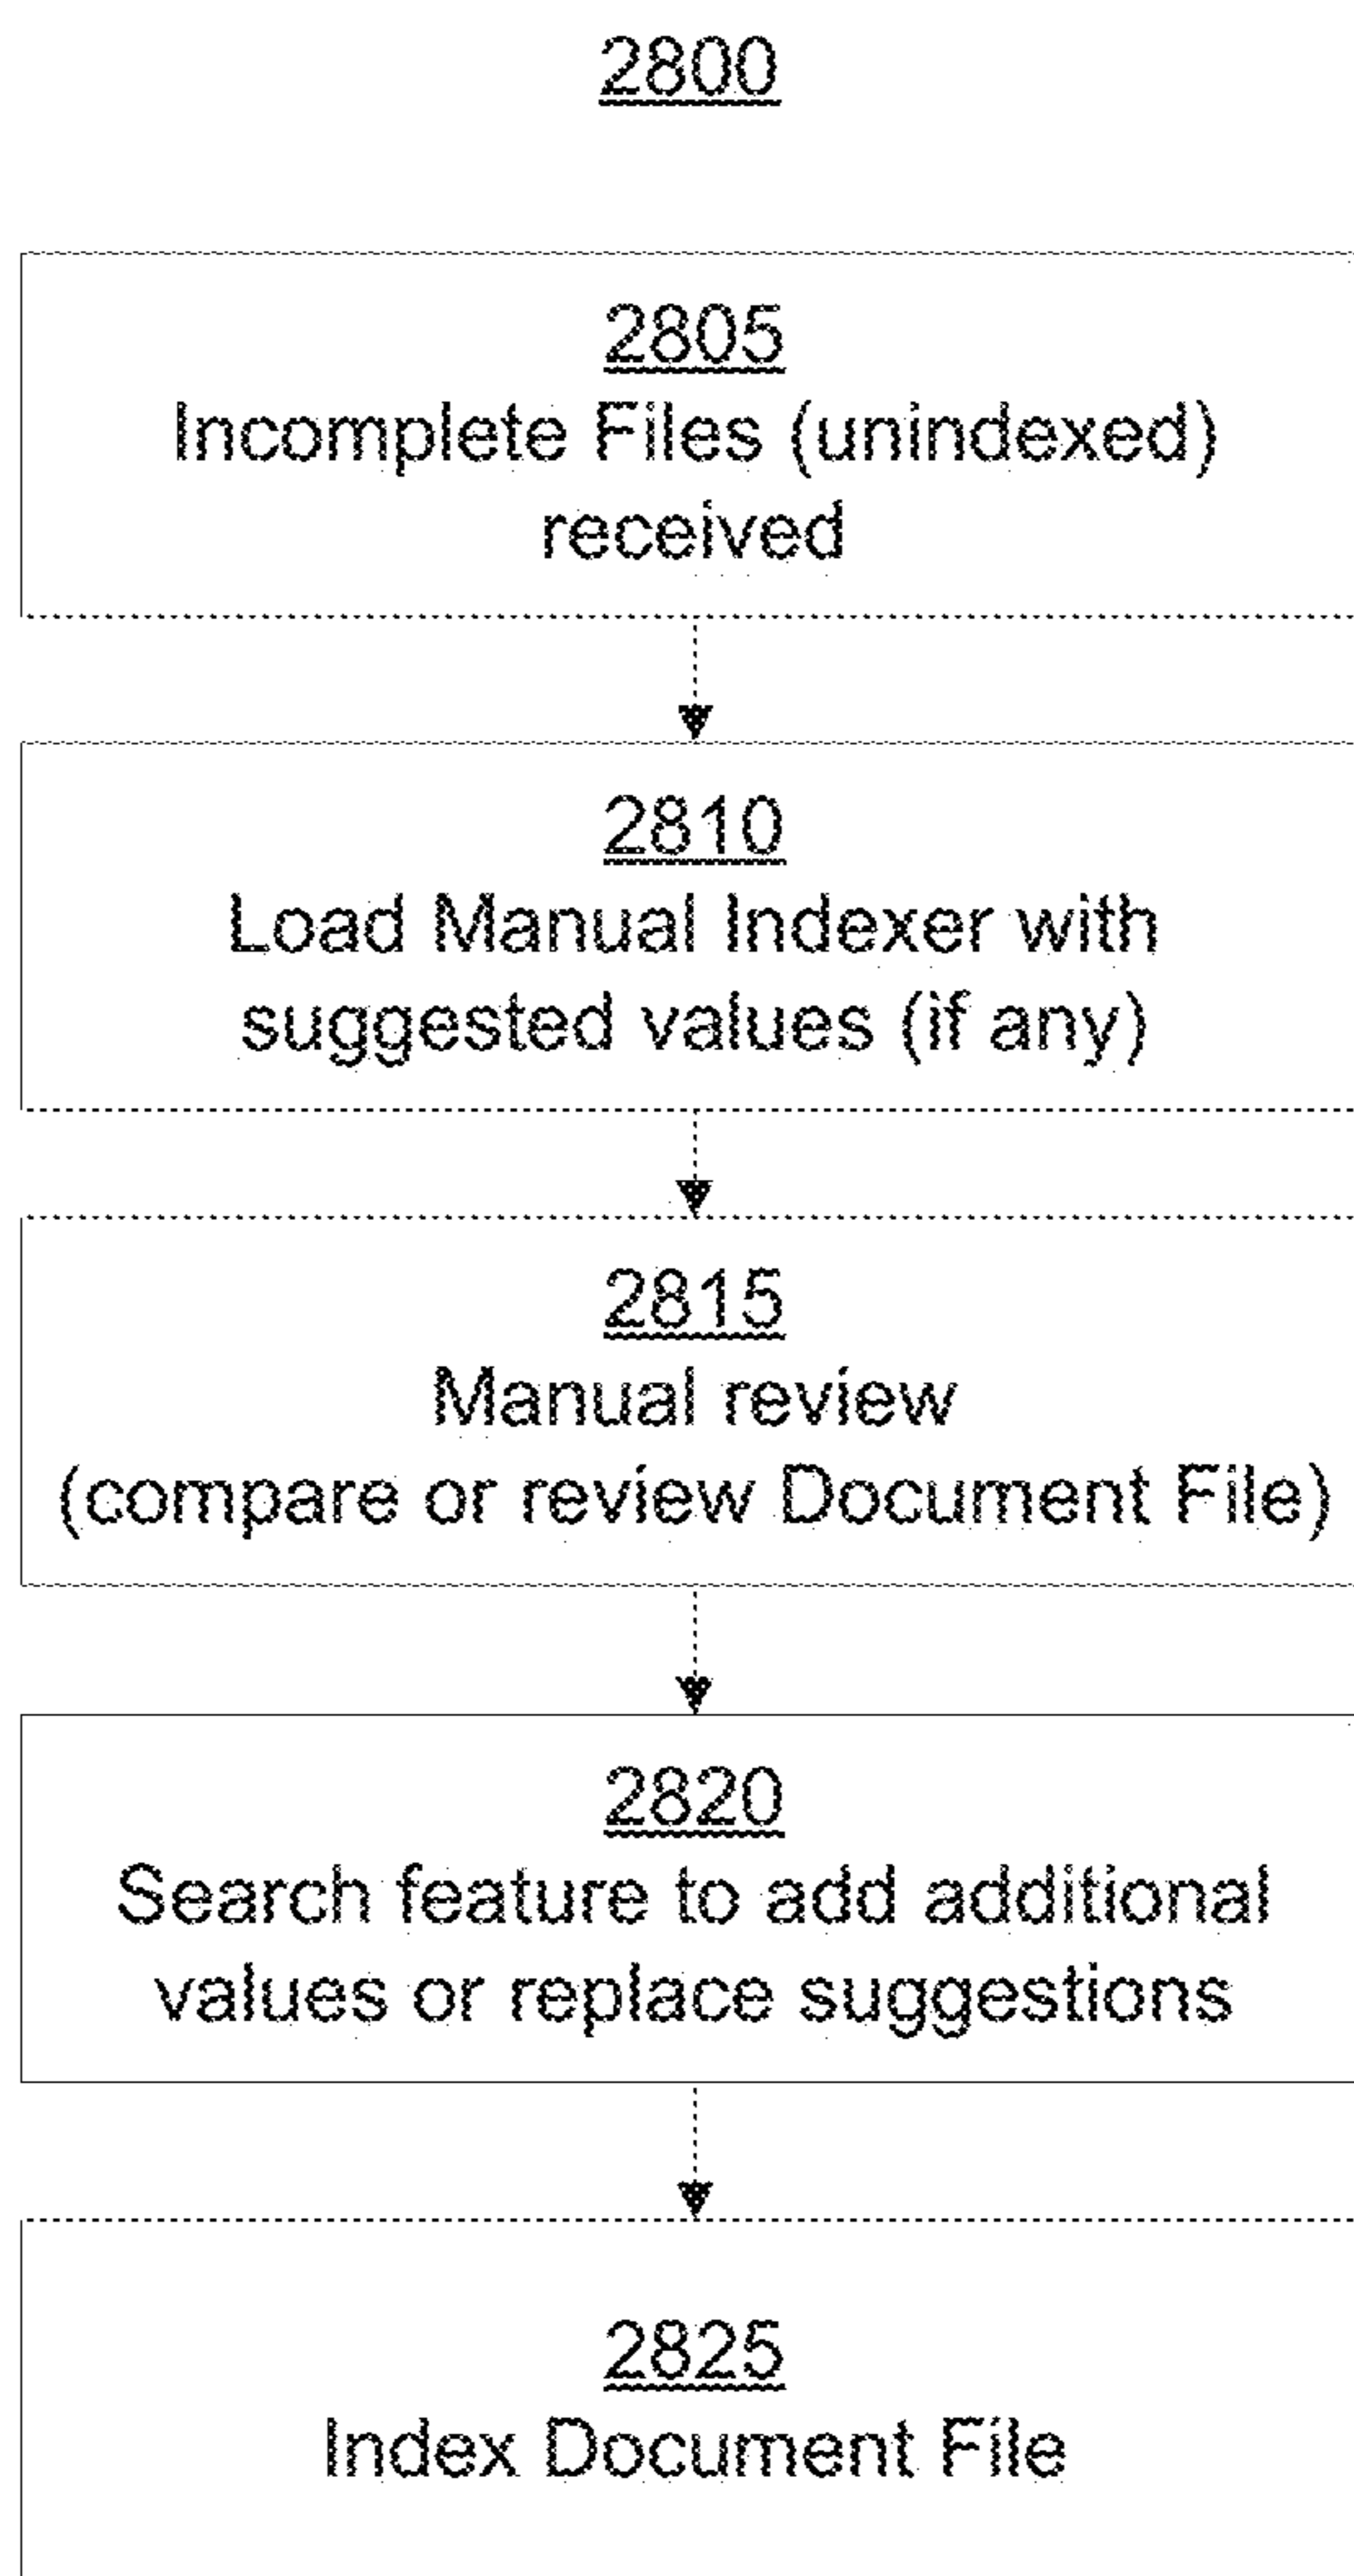 2800
2805
Incomplete Files (unindexed)
received
2810
Load Manual Indexer with
suggested values (if any)
2815
Manual review
(compare or review Document File)
2820
Search feature to add additional
values or replace suggestions
2825
Index Document File